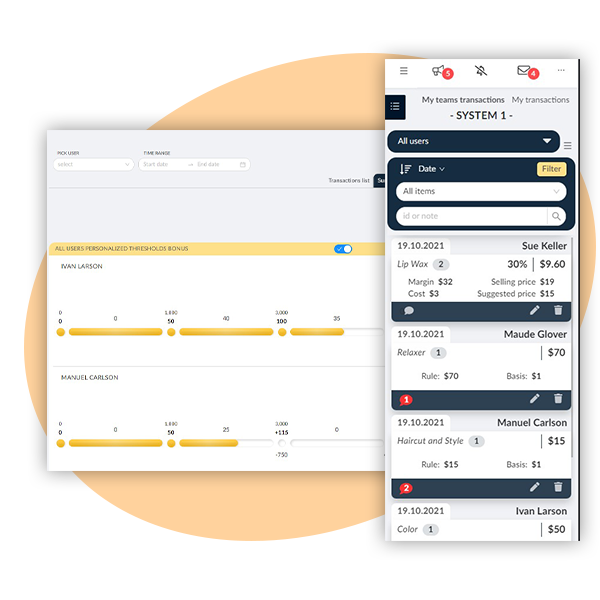 PICK USER
TIME RANGE
select
Start date
End date
Transactions list
ALL USERS PERSONALIZED THRESHOLDS BONUS
IVAN LARSON
0 1,000 3,000
0 0 50 40 100 35
MANUEL CARLSON
0 1,000 3,000
0 0 50 25 +115 0
-750
5
4
My teams transactions My transactions
- SYSTEM 1 -
All users
Date
Filter
All items
id or note
19.10.2021 Sue Keller
Lip Wax 2 30% $9.60
Margin $32 Selling price $19
Cost $3 Suggested price $15
19.10.2021 Maude Glover
Relaxer 1 $70
Rule: $70 Basis: $1
1
19.10.2021 Manuel Carlson
Haircut and Style 1 $15
Rule: $15 Basis: $1
2
19.10.2021 Ivan Larson
Color 1 $50